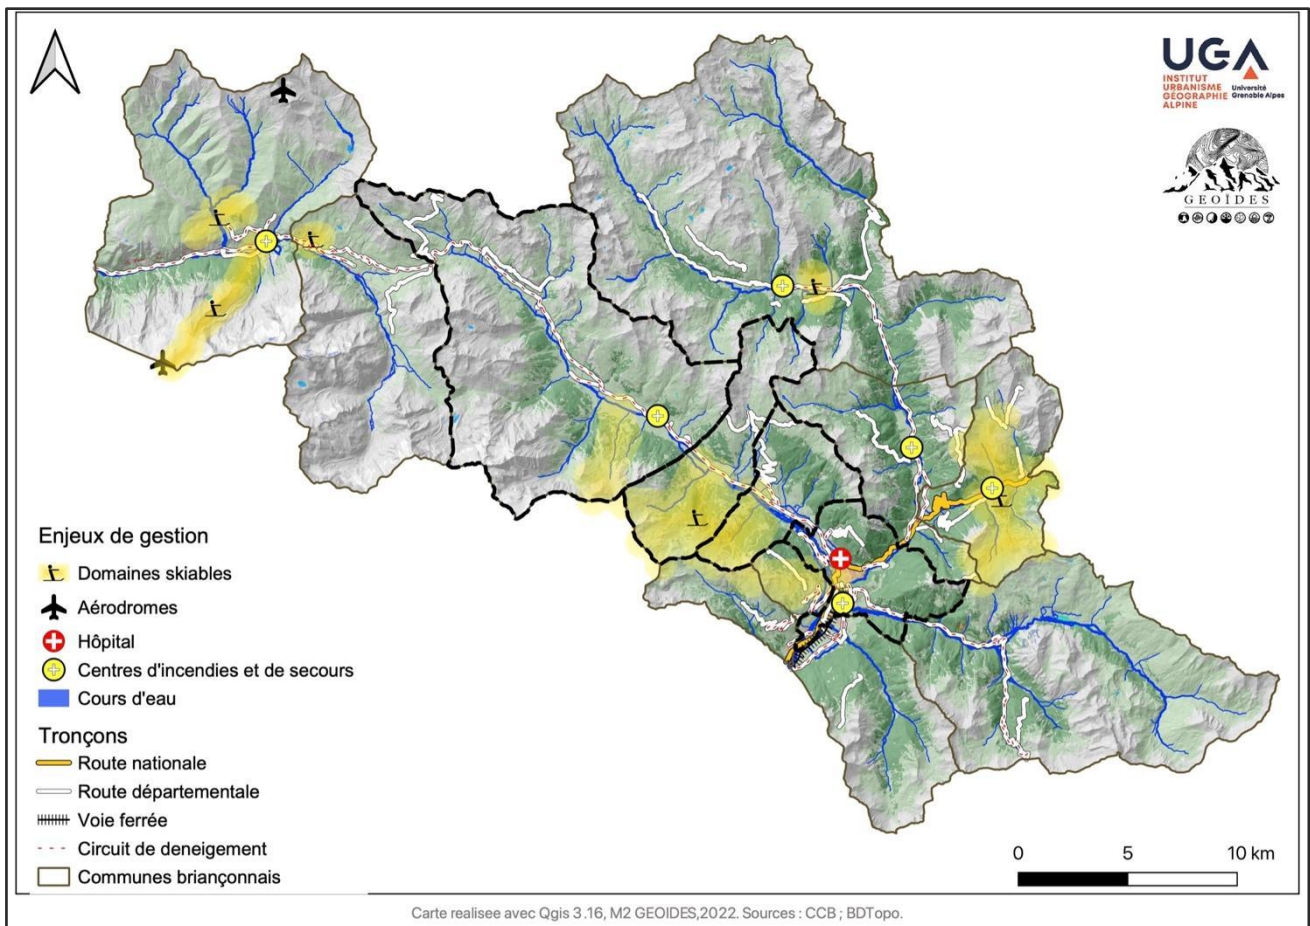 UGA
INSTITUT
URBANISME
GÉOGRAPHIE
ALPINE
Université
Grenoble Alpes
GEOÏDES
Enjeux de gestion
Domaines skiables
Aérodromes
Hôpital
Centres d'incendies et de secours
Cours d'eau
Tronçons
Route nationale
Route départementale
Voie ferrée
Circuit de deneigement
Communes briançonnais
0 5 10 km
Carte realisee avec Qgis 3.16, M2 GEOIDES,2022. Sources : CCB ; BDTopo.